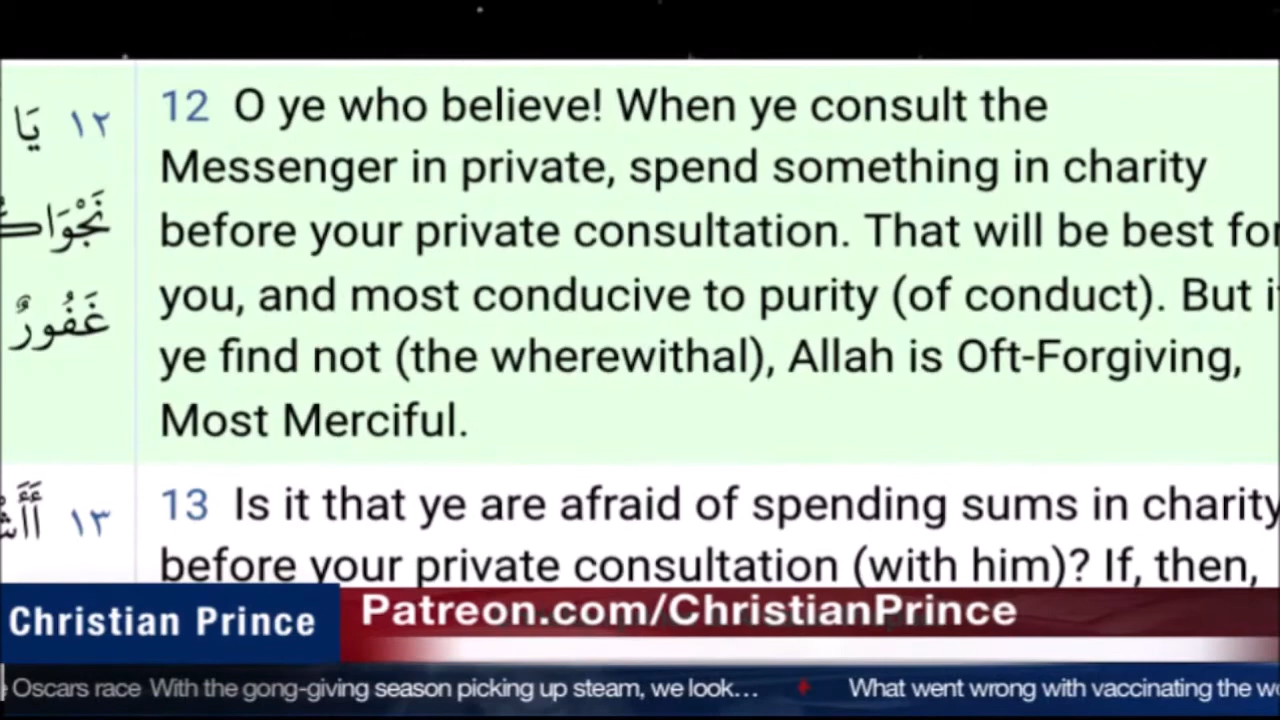 ١٢ يَا
12 O ye who believe! When ye consult the
Messenger in private, spend something in charity
نَجْوَاك
before your private consultation. That will be best for
you, and most conducive to purity (of conduct). But if
غَفُورٌ
ye find not (the wherewithal), Allah is Oft-Forgiving,
Most Merciful.
١٣
13 Is it that ye are afraid of spending sums in charity
before your private consultation (with him)? If, then,
Christian Prince
Patreon.com/ChristianPrince
Oscars race With the gong-giving season picking up steam, we look... What went wrong with vaccinating the